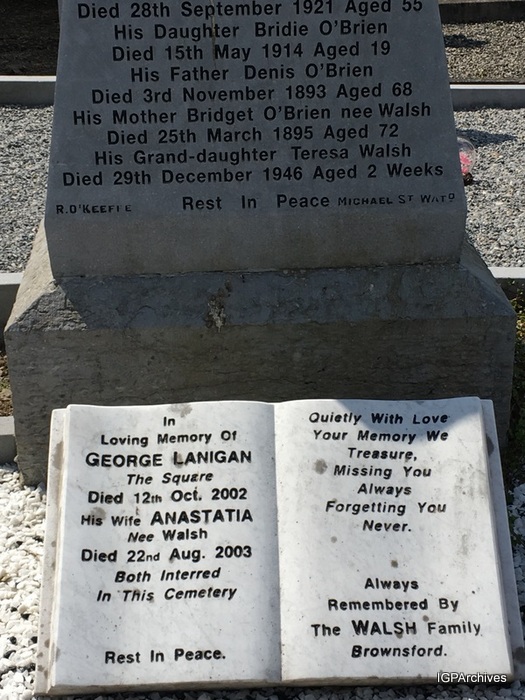 Died 28th September 1921 Aged 55
His Daughter Bridie O'Brien
Died 15th May 1914 Aged 19
His Father Denis O'Brien
Died 3rd November 1893 Aged 68
His Mother Bridget O'Brien nee Walsh
Died 25th March 1895 Aged 72
His Grand-daughter Teresa Walsh
Died 29th December 1946 Aged 2 Weeks
R.O'KEEFFE Rest In Peace MICHAEL ST WATD
In
Loving Memory Of
GEORGE LANIGAN
The Square
Died 12th Oct. 2002
His Wife ANASTATIA
Nee Walsh
Died 22nd Aug. 2003
Both Interred
In This Cemetery
Rest In Peace.
Quietly With Love
Your Memory We
Treasure,
Missing You
Always
Forgetting You
Never.
Always
Remembered By
The WALSH Family
Brownsford.
IGPArchives